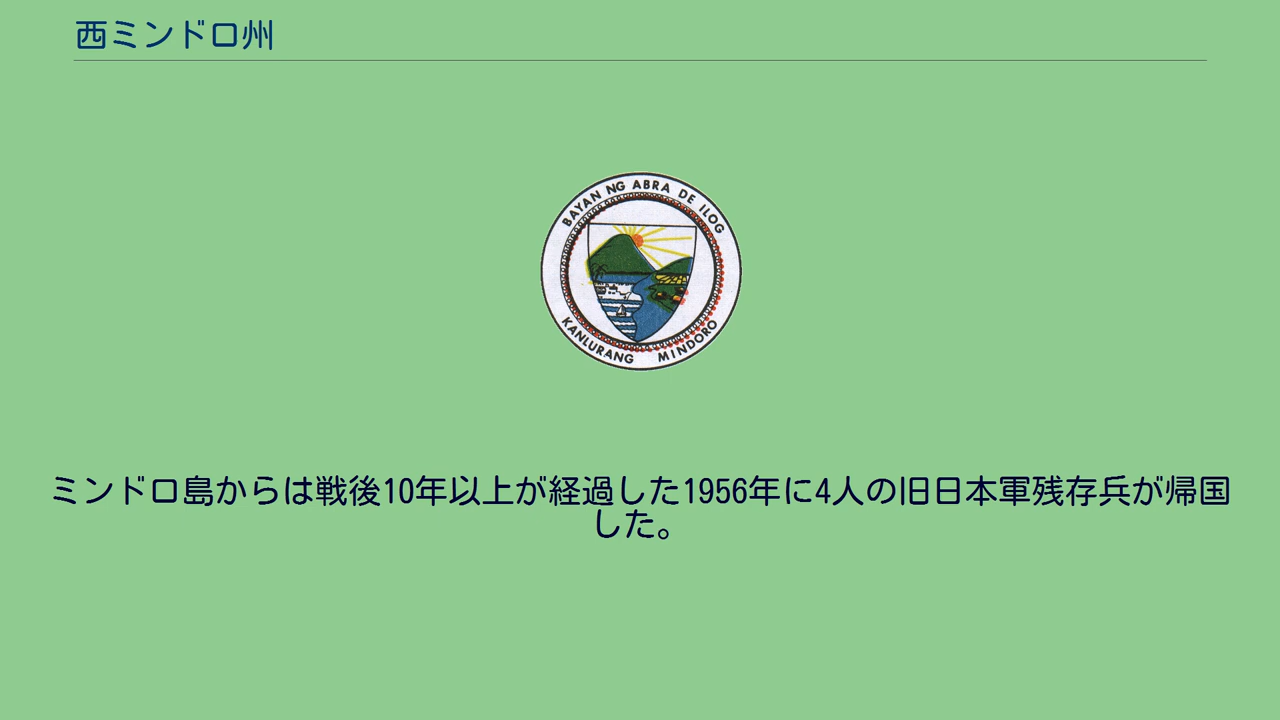 西ミンドロ州
BAYAN NG ABRA DE ILOG
KANLURANG MINDORO
ミンドロ島からは戦後10年以上が経過した1956年に4人の旧日本軍残存兵が帰国
した。